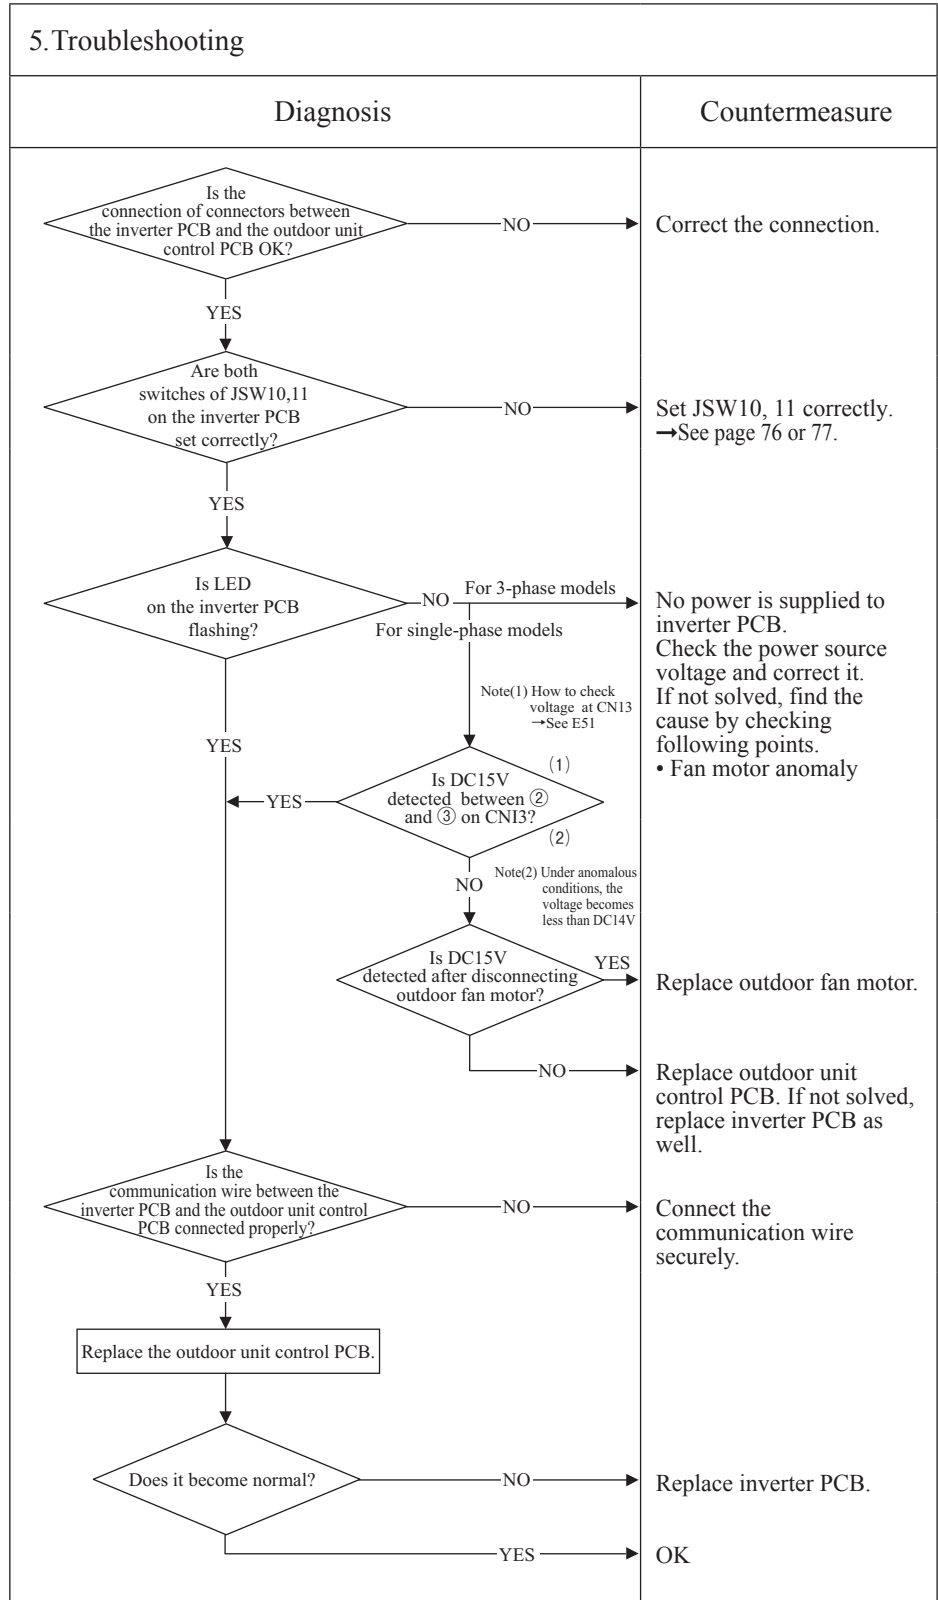 5.Troubleshooting
Diagnosis
Countermeasure
Is the
connection of connectors between
the inverter PCB and the outdoor unit
control PCB OK?
NO
Correct the connection.
YES
Are both
switches of JSW10,11
on the inverter PCB
set correctly?
NO
Set JSW10, 11 correctly.
→See page 76 or 77.
YES
Is LED
on the inverter PCB
flashing?
NO
For 3-phase models
For single-phase models
No power is supplied to
inverter PCB.
Check the power source
voltage and correct it.
If not solved, find the
cause by checking
following points.
• Fan motor anomaly
Note(1) How to check
voltage at CN13
→See E51
YES
Is DC15V
detected between ②
and ③ on CNI3?
(1)
(2)
YES
NO
Note(2) Under anomalous
conditions, the
voltage becomes
less than DC14V
Is DC15V
detected after disconnecting
outdoor fan motor?
YES
Replace outdoor fan motor.
NO
Replace outdoor unit
control PCB. If not solved,
replace inverter PCB as
well.
Is the
communication wire between the
inverter PCB and the outdoor unit control
PCB connected properly?
NO
Connect the
communication wire
securely.
YES
Replace the outdoor unit control PCB.
Does it become normal?
NO
Replace inverter PCB.
YES
OK